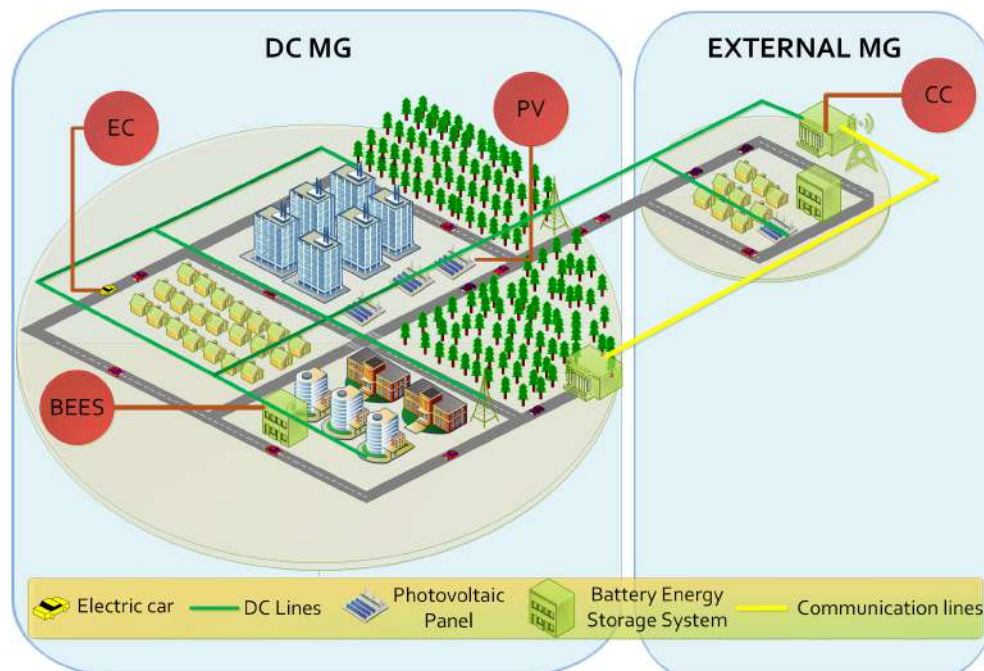 DC MG
EXTERNAL MG
EC
PV
CC
BEES
Electric car
DC Lines
Photovoltaic
Panel
Battery Energy
Storage System
Communication lines